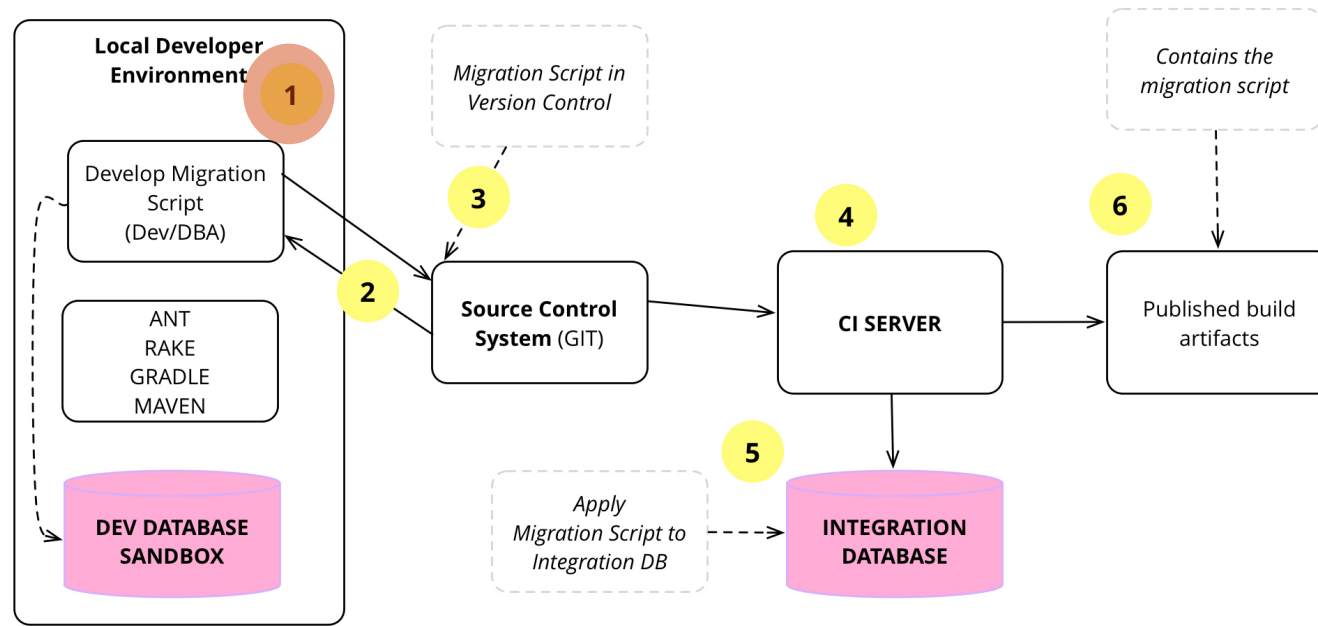 Local Developer
Environment
1
Develop Migration
Script
(Dev/DBA)
ANT
RAKE
GRADLE
MAVEN
DEV DATABASE
SANDBOX
2
Migration Script in
Version Control
3
Source Control
System (GIT)
4
CI SERVER
5
Apply
Migration Script to
Integration DB
INTEGRATION
DATABASE
Contains the
migration script
6
Published build
artifacts